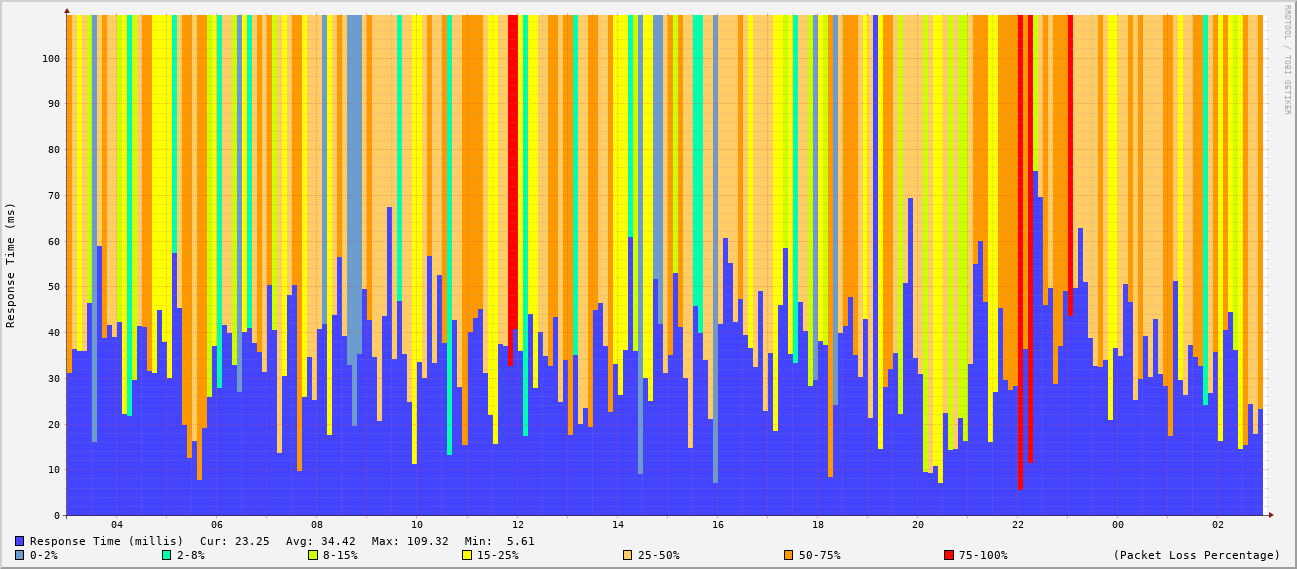 RRDTOOL / TOBI OETIKER
Response Time (ms)
100
90
80
70
60
50
40
30
20
10
0
04 06 08 10 12 14 16 18 20 22 00 02
Response Time (millis) Cur: 23.25 Avg: 34.42 Max: 109.32 Min: 5.61
0-2% 2-8% 8-15% 15-25% 25-50% 50-75% 75-100% (Packet Loss Percentage)